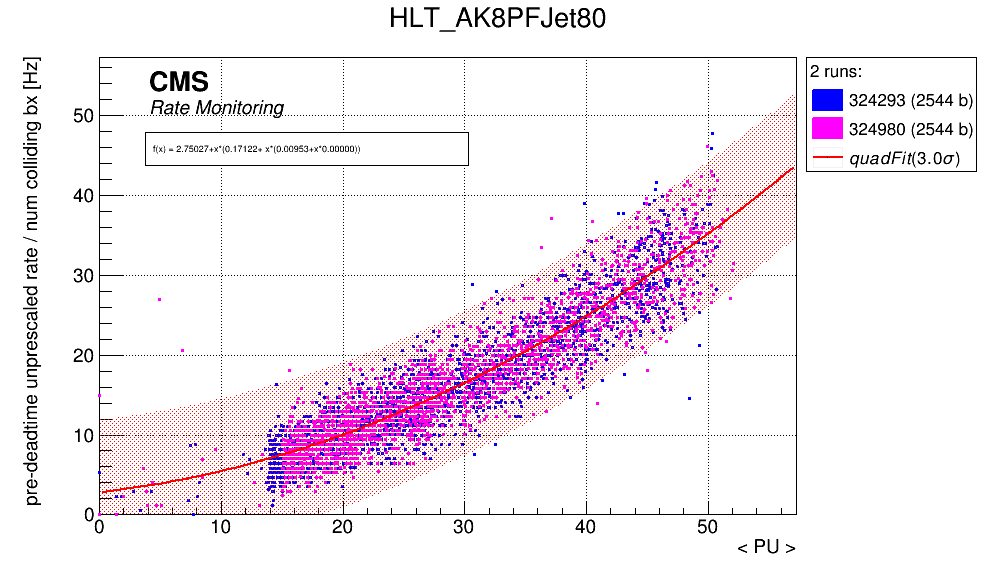 HLT_AK8PFJet80
pre-deadtime unprescaled rate / num colliding bx [Hz]
CMS
Rate Monitoring
f(x) = 2.75027+x*(0.17122+ x*(0.00953+x*0.00000))
50
40
30
20
10
0
0 10 20 30 40 50
< PU >
2 runs:
324293 (2544 b)
324980 (2544 b)
quadFit(3.0σ)